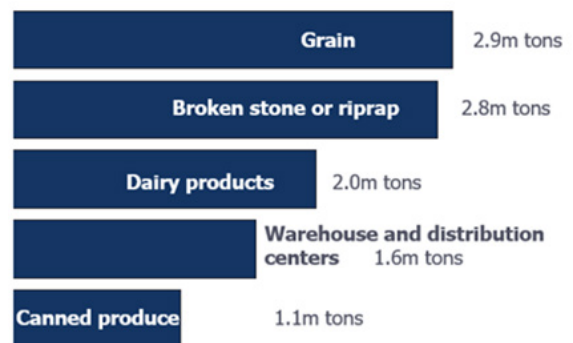 Grain 2.9m tons
Broken stone or riprap 2.8m tons
Dairy products 2.0m tons
Warehouse and distribution
centers 1.6m tons
Canned produce 1.1m tons